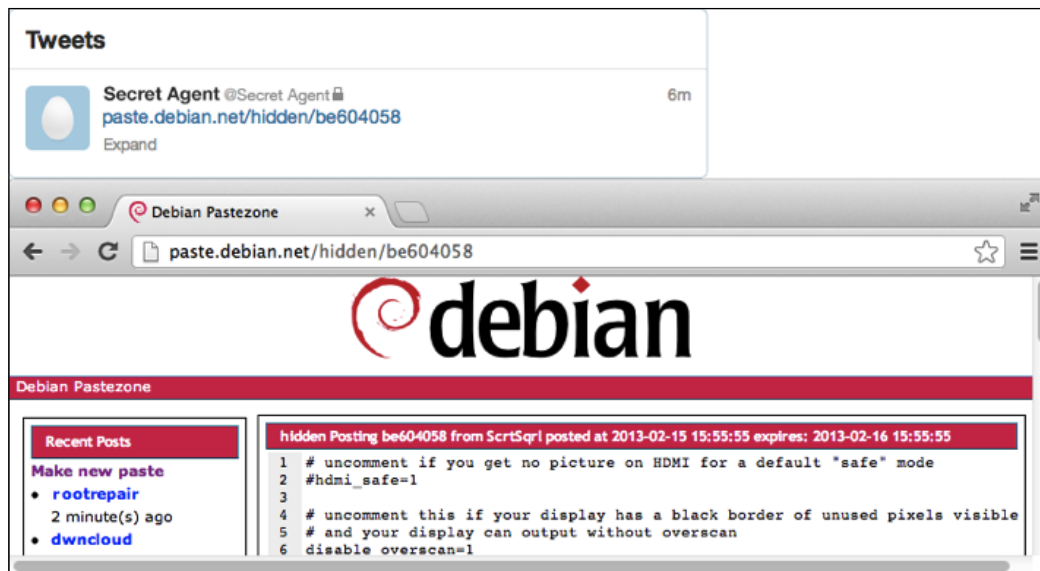 Tweets
Secret Agent @Secret Agent 6m
paste.debian.net/hidden/be604058
Expand
Debian Pastezone
paste.debian.net/hidden/be604058
debian
Debian Pastezone
Recent Posts
Make new paste
rootrepair
2 minute(s) ago
dwncloud
hidden Posting be604058 from ScrtSqrl posted at 2013-02-15 15:55:55 expires: 2013-02-16 15:55:55
1 # uncomment if you get no picture on HDMI for a default "safe" mode
2 #hdmi_safe=1
3
4 # uncomment this if your display has a black border of unused pixels visible
5 # and your display can output without overscan
6 disable_overscan=1